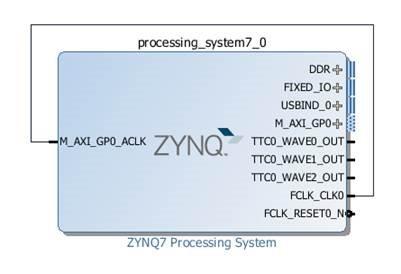 processing_system7_0
DDR
FIXED_IO
USBIND_0
M_AXI_GP0
M_AXI_GP0_ACLK
ZYNQ.
TTC0_WAVE0_OUT
TTC0_WAVE1_OUT
TTC0_WAVE2_OUT
FCLK_CLK0
FCLK_RESET0_N
ZYNQ7 Processing System